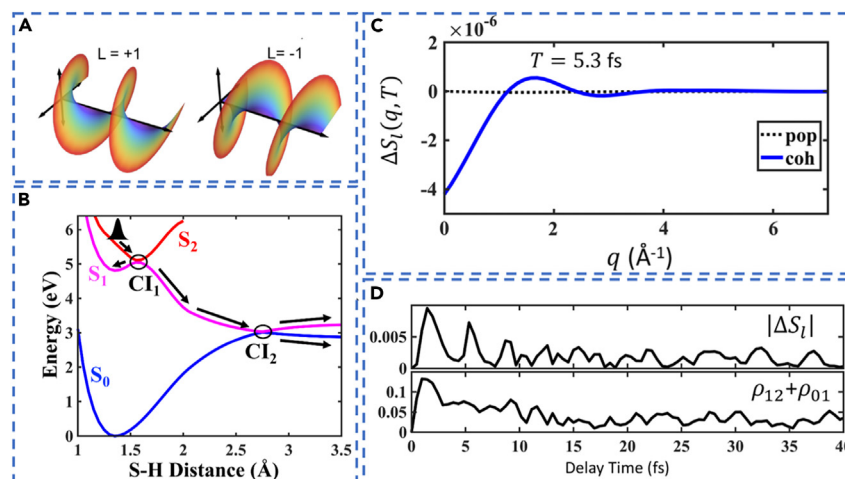 A
L = +1
L= -1
B
Energy (eV)
6
5
4
3
2
1
0
S₂
S₁
CI₁
CI₂
S₀
1
1.5
2
2.5
3
3.5
S-H Distance (Å)
C
×10⁻⁶
T = 5.3 fs
ΔSₗ(q,T)
2
0
-2
-4
pop
coh
0
2
4
6
q (Å⁻¹)
D
0.005
0
|ΔSₗ|
0.1
0.05
0
ρ₁₂+ρ₀₁
0
5
10
15
20
25
30
35
40
Delay Time (fs)